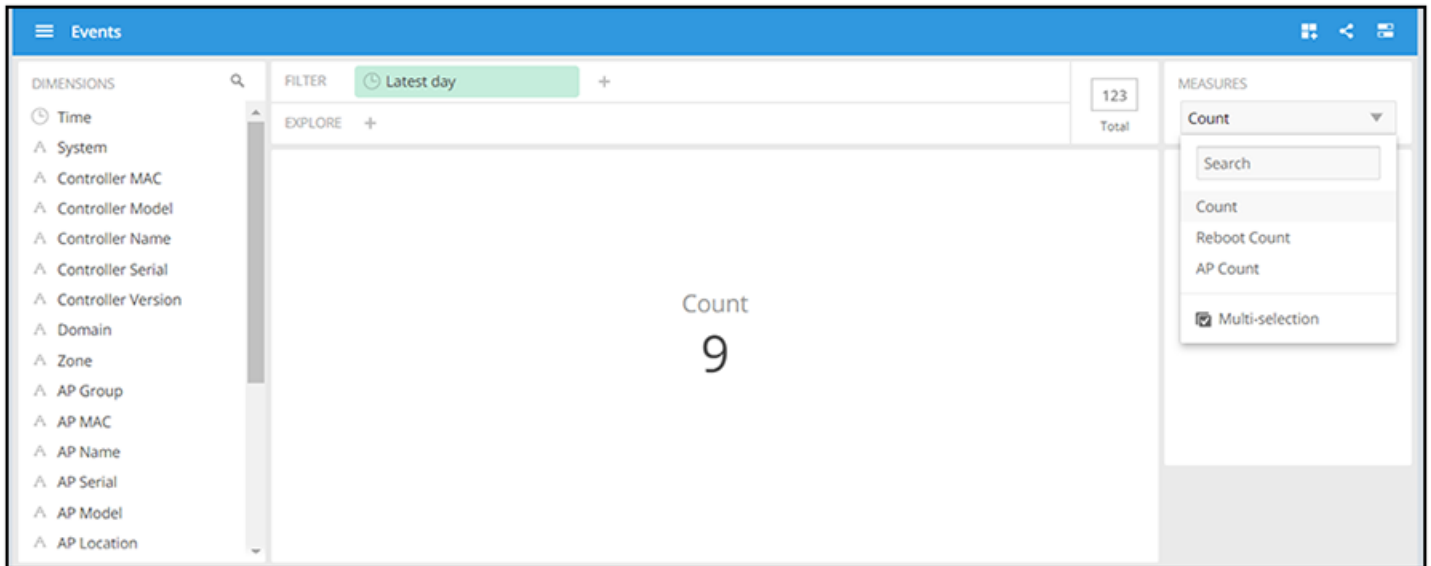 Events
DIMENSIONS
Time
System
Controller MAC
Controller Model
Controller Name
Controller Serial
Controller Version
Domain
Zone
AP Group
AP MAC
AP Name
AP Serial
AP Model
AP Location
FILTER Latest day +
EXPLORE +
123
Total
Count
9
MEASURES
Count
Search
Count
Reboot Count
AP Count
Multi-selection